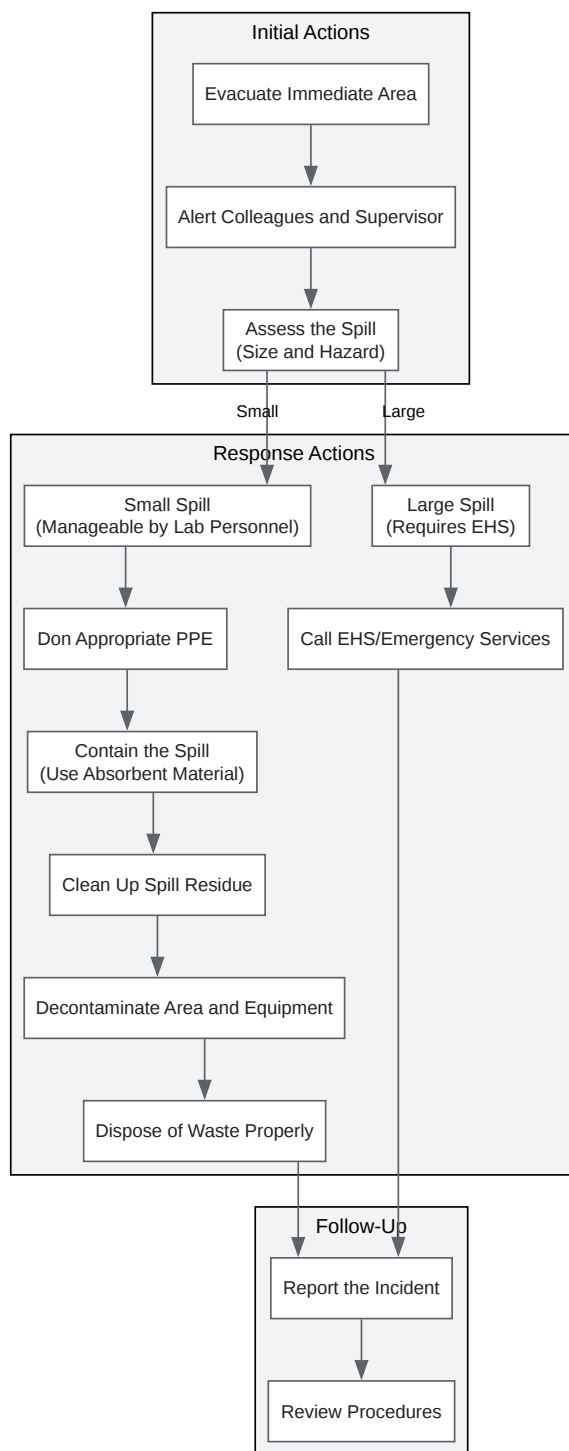 Initial Actions
Evacuate Immediate Area
Alert Colleagues and Supervisor
Assess the Spill
(Size and Hazard)
Small
Large
Response Actions
Small Spill
(Manageable by Lab Personnel)
Large Spill
(Requires EHS)
Don Appropriate PPE
Call EHS/Emergency Services
Contain the Spill
(Use Absorbent Material)
Clean Up Spill Residue
Decontaminate Area and Equipment
Dispose of Waste Properly
Follow-Up
Report the Incident
Review Procedures